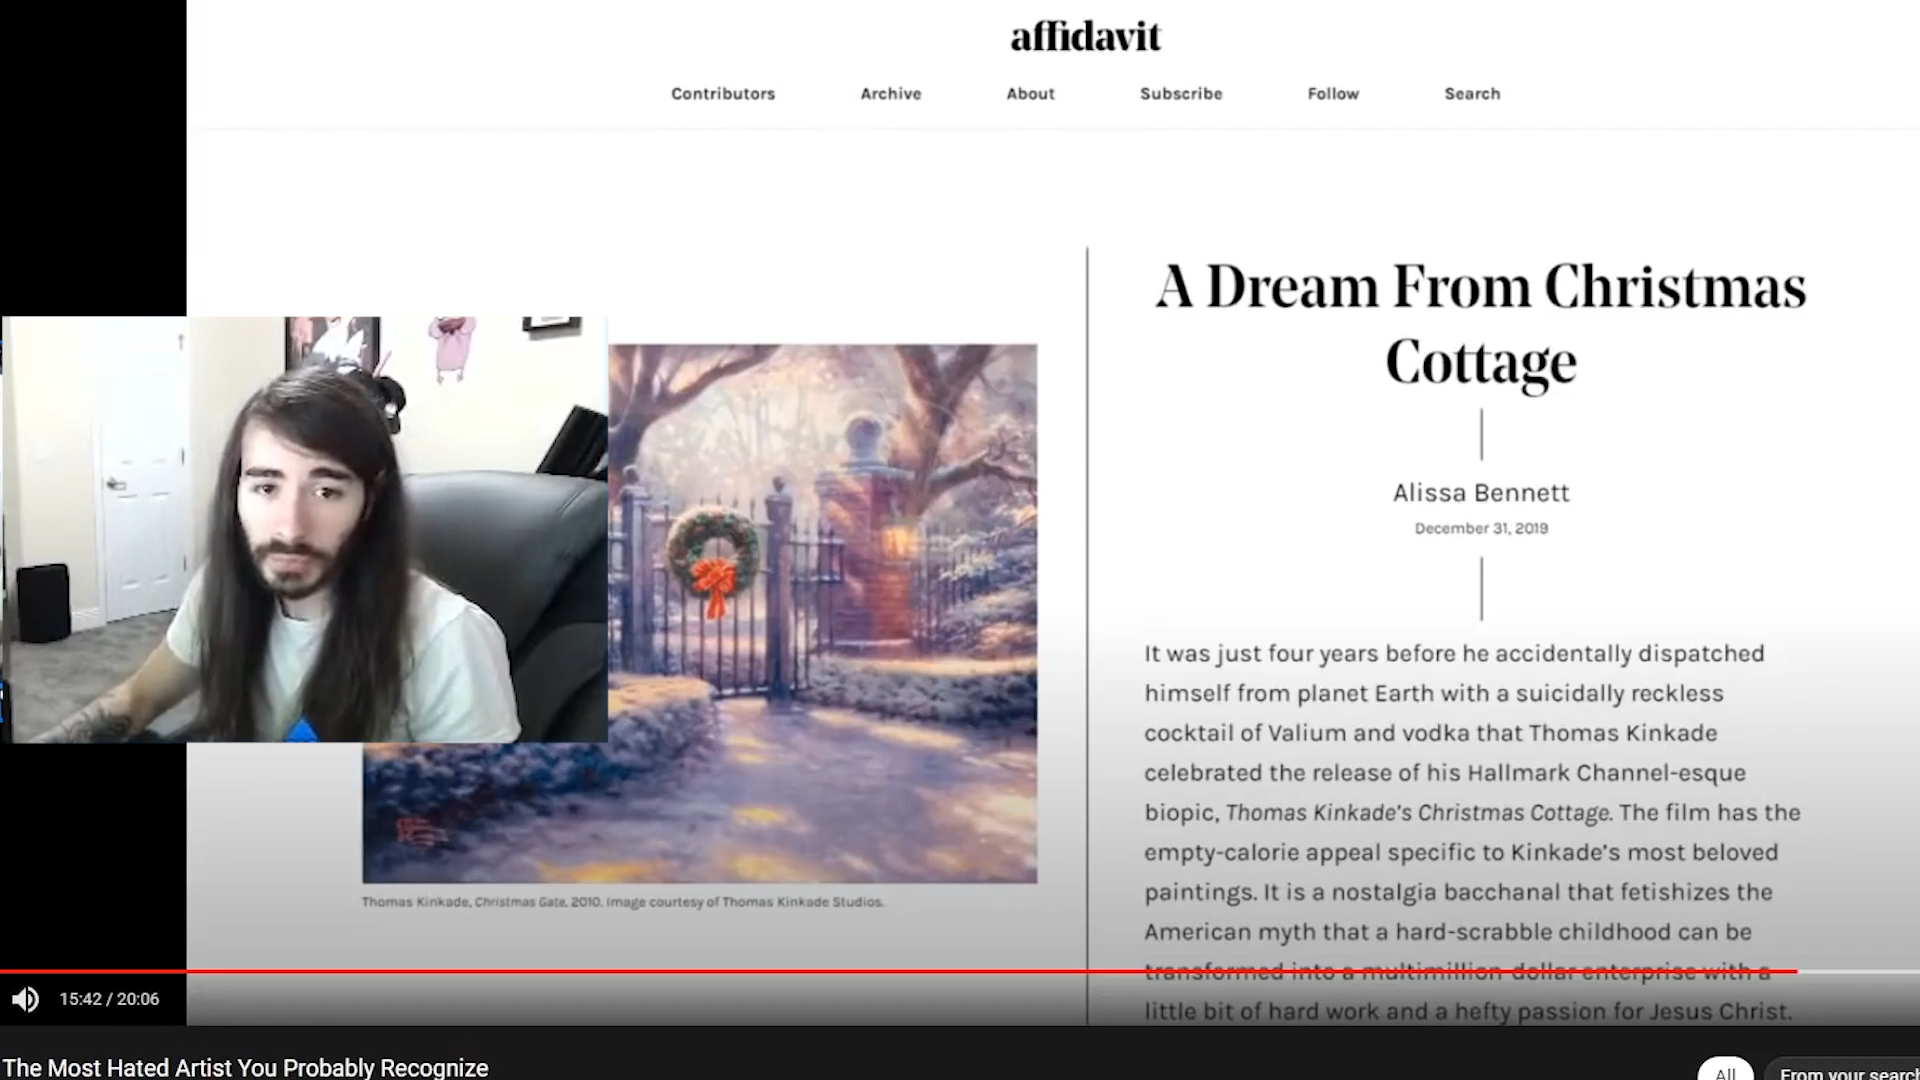 affidavit
Contributors Archive About Subscribe Follow Search
A Dream From Christmas
Cottage
Alissa Bennett
December 31, 2019
It was just four years before he accidentally dispatched
himself from planet Earth with a suicidally reckless
cocktail of Valium and vodka that Thomas Kinkade
celebrated the release of his Hallmark Channel-esque
biopic, Thomas Kinkade's Christmas Cottage. The film has the
empty-calorie appeal specific to Kinkade's most beloved
paintings. It is a nostalgia bacchanal that fetishizes the
American myth that a hard-scrabble childhood can be
transformed into a multimillion-dollar enterprise with a
little bit of hard work and a hefty passion for Jesus Christ.
Thomas Kinkade, Christmas Gate, 2010. Image courtesy of Thomas Kinkade Studios.
15:42 / 20:06
The Most Hated Artist You Probably Recognize
All From your search